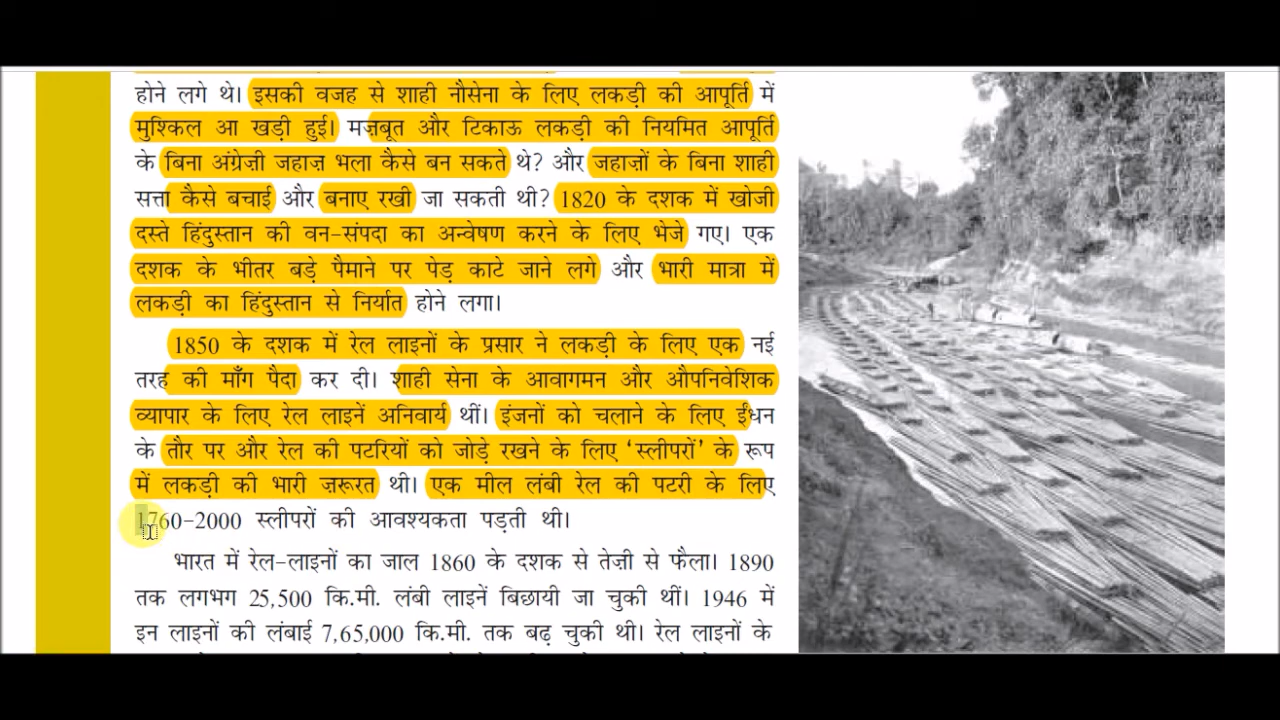 होने लगे थे। इसकी वजह से शाही नौसेना के लिए लकड़ी की आपूर्ति में
मुश्किल आ खड़ी हुई। मज़बूत और टिकाऊ लकड़ी की नियमित आपूर्ति
के बिना अंग्रेज़ी जहाज़ भला कैसे बन सकते थे? और जहाज़ों के बिना शाही
सत्ता कैसे बचाई और बनाए रखी जा सकती थी? 1820 के दशक में खोजी
दस्ते हिंदुस्तान की वन-संपदा का अन्वेषण करने के लिए भेजे गए। एक
दशक के भीतर बड़े पैमाने पर पेड़ काटे जाने लगे और भारी मात्रा में
लकड़ी का हिंदुस्तान से निर्यात होने लगा।
1850 के दशक में रेल लाइनों के प्रसार ने लकड़ी के लिए एक नई
तरह की माँग पैदा कर दी। शाही सेना के आवागमन और औपनिवेशिक
व्यापार के लिए रेल लाइनें अनिवार्य थीं। इंजनों को चलाने के लिए ईंधन
के तौर पर और रेल की पटरियों को जोड़े रखने के लिए ‘स्लीपरों’ के रूप
में लकड़ी की भारी ज़रूरत थी। एक मील लंबी रेल की पटरी के लिए
1760-2000 स्लीपरों की आवश्यकता पड़ती थी।
भारत में रेल-लाइनों का जाल 1860 के दशक से तेज़ी से फैला। 1890
तक लगभग 25,500 कि.मी. लंबी लाइनें बिछायी जा चुकी थीं। 1946 में
इन लाइनों की लंबाई 7,65,000 कि.मी. तक बढ़ चुकी थी। रेल लाइनों के